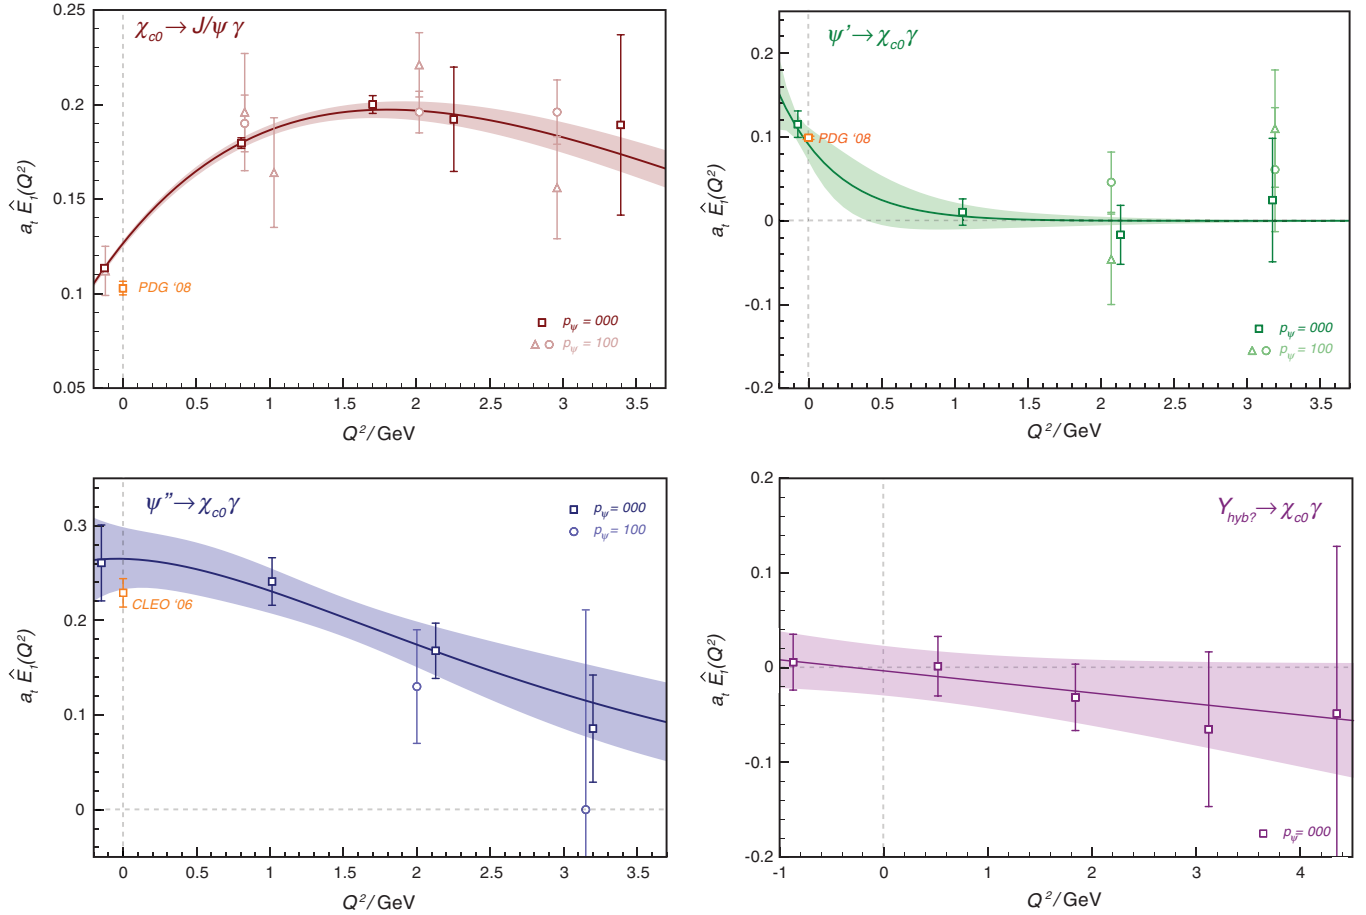 χc0 → J/ψ γ
0.25
0.2
0.15
0.1
0.05
at Ê1(Q²)
PDG ‘08
pψ = 000
pψ = 100
0 0.5 1 1.5 2 2.5 3 3.5
Q²/GeV
ψ’ → χc0 γ
0.2
0.1
0
-0.1
-0.2
at Ê1(Q²)
PDG ‘08
pψ = 000
pψ = 100
0 0.5 1 1.5 2 2.5 3 3.5
Q²/GeV
ψ” → χc0 γ
pψ = 000
pψ = 100
0.3
0.2
0.1
0
at Ê1(Q²)
CLEO ‘06
0 0.5 1 1.5 2 2.5 3 3.5
Q²/GeV
Yhyb? → χc0 γ
0.2
0.1
0
-0.1
-0.2
at Ê1(Q²)
pψ = 000
-1 0 1 2 3 4
Q²/GeV